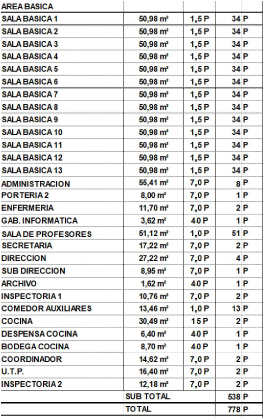 AREA BASICA
SALA BASICA 1 50,98 m² 1,5 P 34 P
SALA BASICA 2 50,98 m² 1,5 P 34 P
SALA BASICA 3 50,98 m² 1,5 P 34 P
SALA BASICA 4 50,98 m² 1,5 P 34 P
SALA BASICA 5 50,98 m² 1,5 P 34 P
SALA BASICA 6 50,98 m² 1,5 P 34 P
SALA BASICA 7 50,98 m² 1,5 P 34 P
SALA BASICA 8 50,98 m² 1,5 P 34 P
SALA BASICA 9 50,98 m² 1,5 P 34 P
SALA BASICA 10 50,98 m² 1,5 P 34 P
SALA BASICA 11 50,98 m² 1,5 P 34 P
SALA BASICA 12 50,98 m² 1,5 P 34 P
SALA BASICA 13 50,98 m² 1,5 P 34 P
ADMINISTRACION 55,41 m² 7,0 P 8 P
PORTERIA 2 8,00 m² 7,0 P 1 P
ENFERMERIA 11,70 m² 7,0 P 2 P
GAB. INFORMATICA 3,62 m² 40 P 1 P
SALA DE PROFESORES 51,12 m² 1,0 P 51 P
SECRETARIA 17,22 m² 7,0 P 2 P
DIRECCION 27,22 m² 7,0 P 4 P
SUB DIRECCION 8,95 m² 7,0 P 1 P
ARCHIVO 1,62 m² 40 P 1 P
INSPECTORIA 1 10,76 m² 7,0 P 2 P
COMEDOR AUXILIARES 13,46 m² 1,0 P 13 P
COCINA 30,49 m² 15 P 2 P
DESPENSA COCINA 6,40 m² 40 P 1 P
BODEGA COCINA 8,70 m² 40 P 1 P
COORDINADOR 14,62 m² 7,0 P 2 P
U.T.P. 16,40 m² 7,0 P 2 P
INSPECTORIA 2 12,18 m² 7,0 P 2 P
SUB TOTAL 538 P
TOTAL 778 P